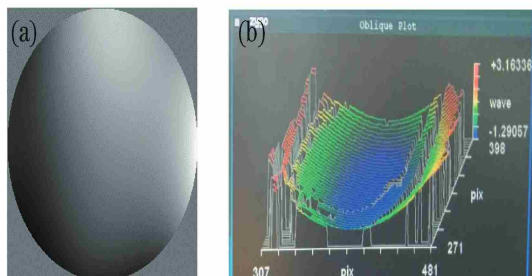 (a)
(b)
Oblique Plot
+3.16336
wave
-1.29057
398
pix
271
307
pix
481